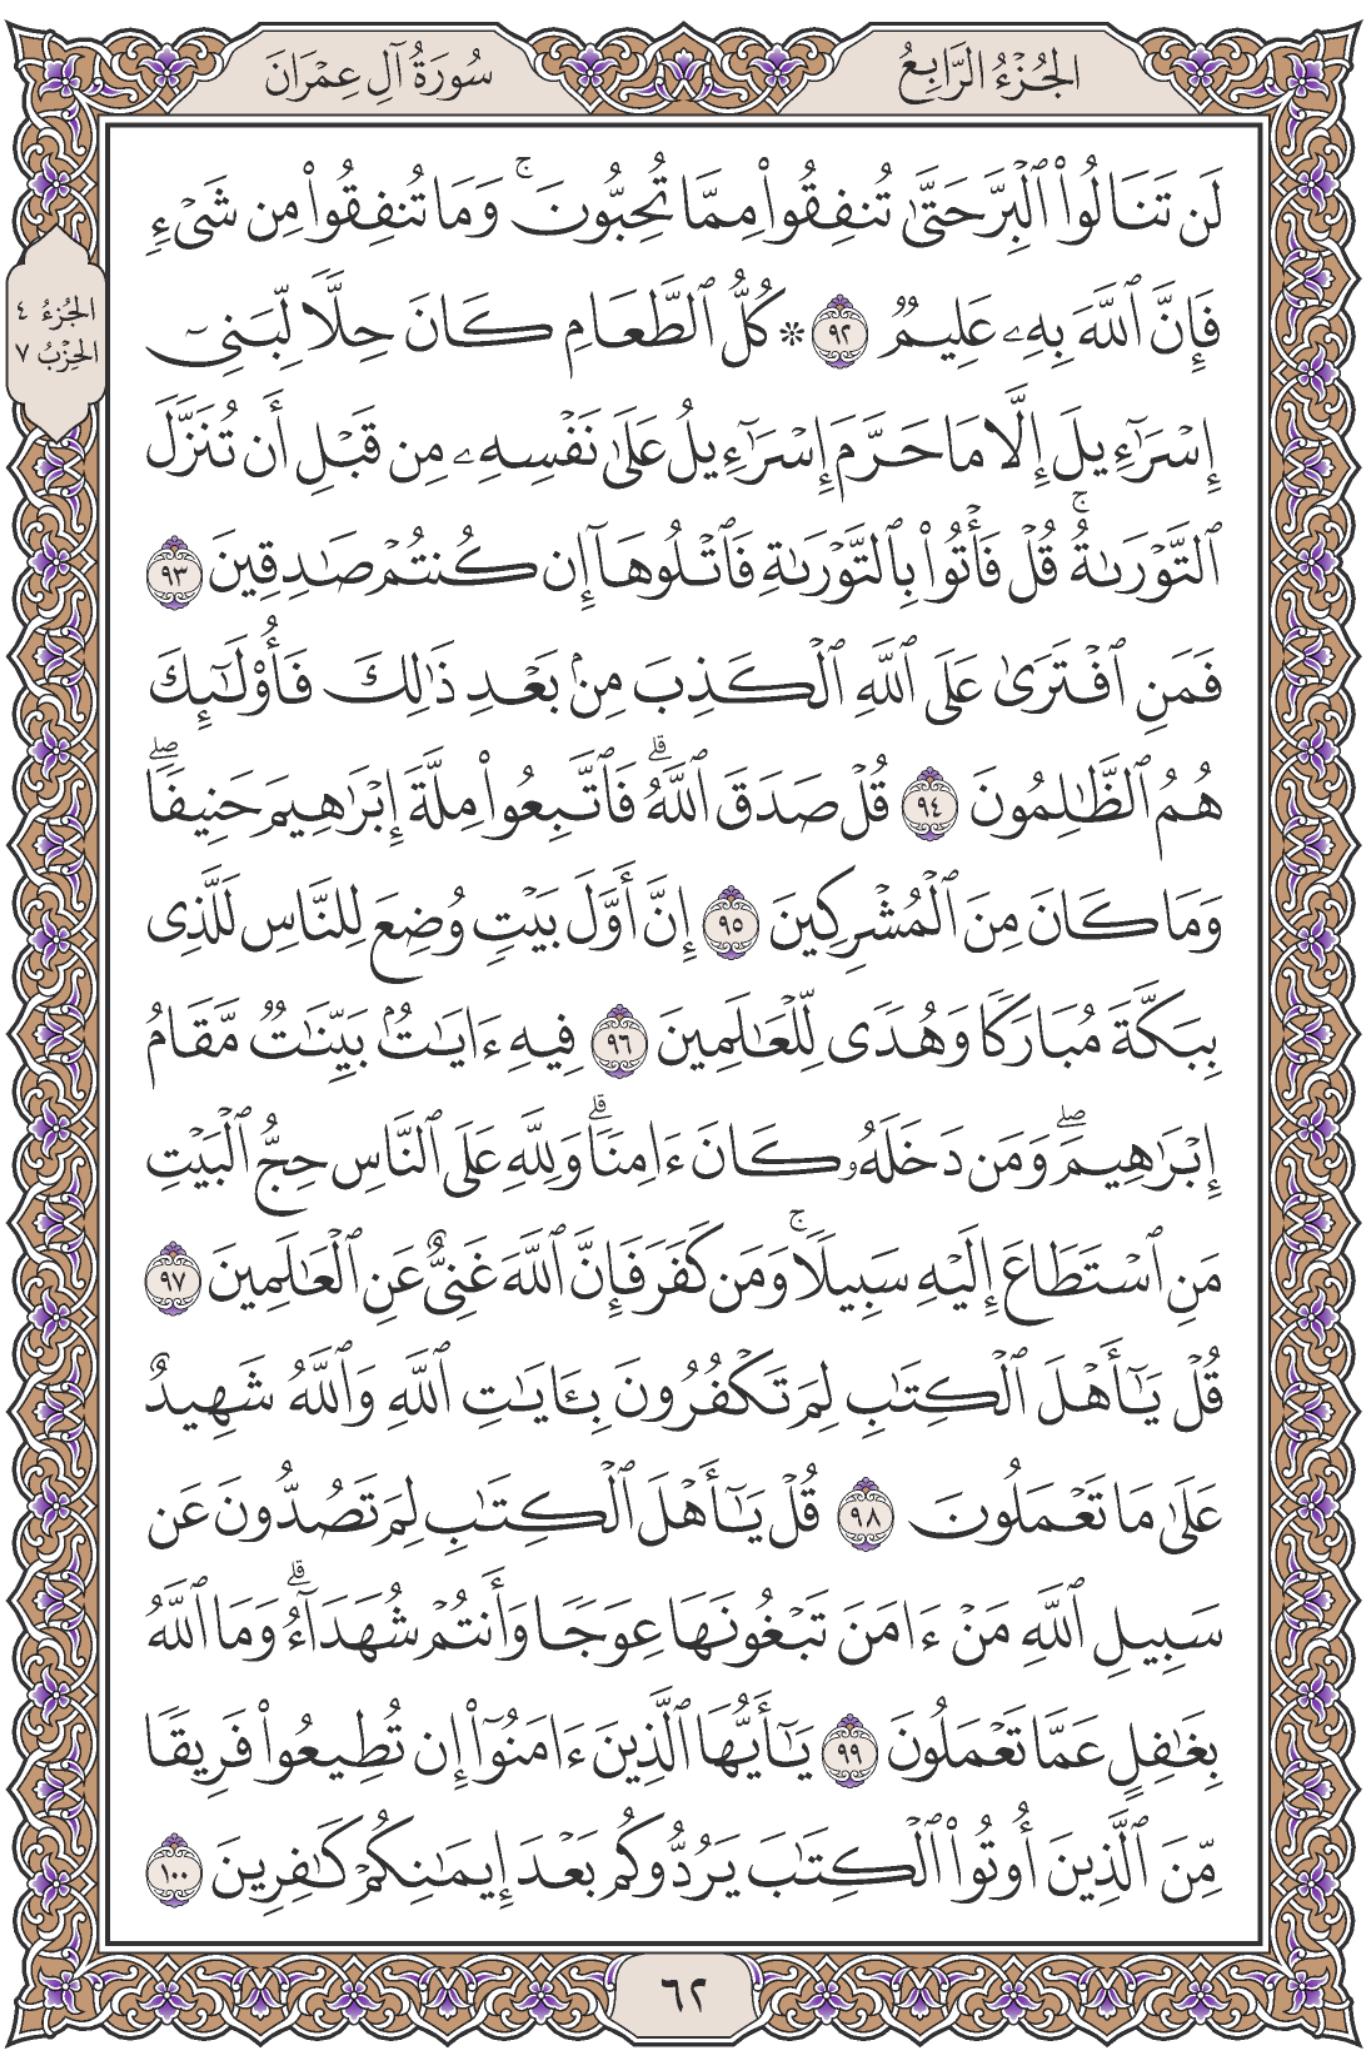 الجُزْءُ الرَّابِعُ
سُورَةُ آلِ عِمْرَانَ
لَن تَنَالُوا۟ ٱلْبِرَّ حَتَّىٰ تُنفِقُوا۟ مِمَّا تُحِبُّونَ ۚ وَمَا تُنفِقُوا۟ مِن شَىْءٍ
فَإِنَّ ٱللَّهَ بِهِۦ عَلِيمٌ ٩٢ * كُلُّ ٱلطَّعَامِ كَانَ حِلًّا لِّبَنِىٓ
إِسْرَٰٓءِيلَ إِلَّا مَا حَرَّمَ إِسْرَٰٓءِيلُ عَلَىٰ نَفْسِهِۦ مِن قَبْلِ أَن تُنَزَّلَ
ٱلتَّوْرَىٰةُ ۚ قُلْ فَأْتُوا۟ بِٱلتَّوْرَىٰةِ فَٱتْلُوهَآ إِن كُنتُمْ صَٰدِقِينَ ٩٣
فَمَنِ ٱفْتَرَىٰ عَلَى ٱللَّهِ ٱلْكَذِبَ مِنۢ بَعْدِ ذَٰلِكَ فَأُو۟لَٰٓئِكَ
هُمُ ٱلظَّٰلِمُونَ ٩٤ قُلْ صَدَقَ ٱللَّهُ ۗ فَٱتَّبِعُوا۟ مِلَّةَ إِبْرَٰهِيمَ حَنِيفًا ۖ
وَمَا كَانَ مِنَ ٱلْمُشْرِكِينَ ٩٥ إِنَّ أَوَّلَ بَيْتٍ وُضِعَ لِلنَّاسِ لَلَّذِى
بِبَكَّةَ مُبَارَكًا وَهُدًى لِّلْعَٰلَمِينَ ٩٦ فِيهِ ءَايَٰتٌۢ بَيِّنَٰتٌ مَّقَامُ
إِبْرَٰهِيمَ ۖ وَمَن دَخَلَهُۥ كَانَ ءَامِنًا ۗ وَلِلَّهِ عَلَى ٱلنَّاسِ حِجُّ ٱلْبَيْتِ
مَنِ ٱسْتَطَاعَ إِلَيْهِ سَبِيلًا ۚ وَمَن كَفَرَ فَإِنَّ ٱللَّهَ غَنِىٌّ عَنِ ٱلْعَٰلَمِينَ ٩٧
قُلْ يَٰٓأَهْلَ ٱلْكِتَٰبِ لِمَ تَكْفُرُونَ بِـَٔايَٰتِ ٱللَّهِ وَٱللَّهُ شَهِيدٌ
عَلَىٰ مَا تَعْمَلُونَ ٩٨ قُلْ يَٰٓأَهْلَ ٱلْكِتَٰبِ لِمَ تَصُدُّونَ عَن
سَبِيلِ ٱللَّهِ مَنْ ءَامَنَ تَبْغُونَهَا عِوَجًا وَأَنتُمْ شُهَدَآءُ ۗ وَمَا ٱللَّهُ
بِغَٰفِلٍ عَمَّا تَعْمَلُونَ ٩٩ يَٰٓأَيُّهَا ٱلَّذِينَ ءَامَنُوٓا۟ إِن تُطِيعُوا۟ فَرِيقًا
مِّنَ ٱلَّذِينَ أُوتُوا۟ ٱلْكِتَٰبَ يَرُدُّوكُم بَعْدَ إِيمَٰنِكُمْ كَٰفِرِينَ ١٠٠
الجُزْءُ ٤
الحِزْبُ ٧
٦٢